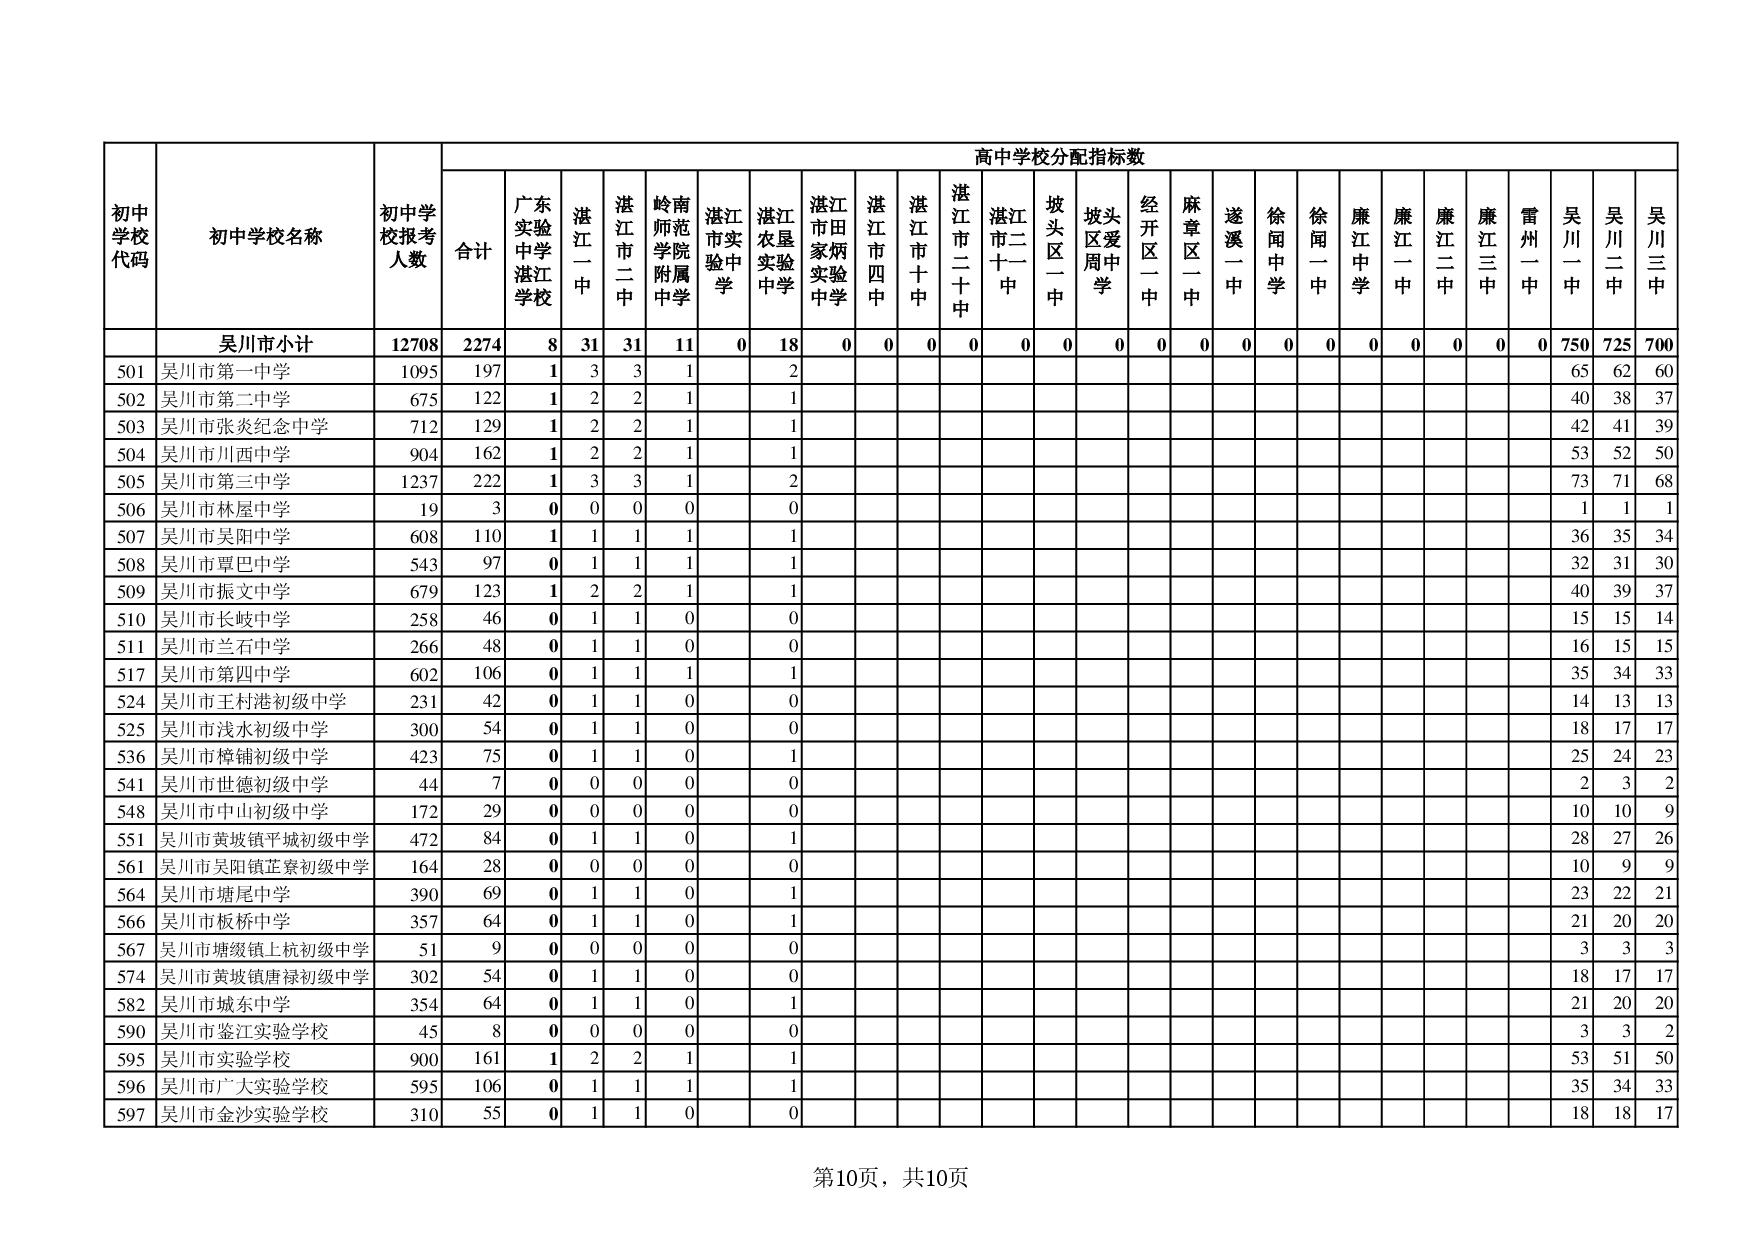 高中学校分配指标数
初中学校代码 初中学校名称 初中学校报考人数 合计 广东实验中学湛江学校 湛江一中 湛江市二中 岭南师范学院附属中学 湛江市实验中学 湛江农垦实验中学 湛江市田家炳实验中学 湛江市四中 湛江市十中 湛江市二十中 湛江市二十一中 坡头区一中 坡头区爱周中学 经开区一中 麻章区一中 遂溪一中 徐闻中学 徐闻一中 廉江中学 廉江一中 廉江二中 廉江三中 雷州一中 吴川一中 吴川二中 吴川三中
吴川市小计 12708 2274 8 31 31 11 0 18 0 0 0 0 0 0 0 0 0 0 0 0 0 0 0 0 0 750 725 700
501 吴川市第一中学 1095 197 1 3 3 1 2 65 62 60
502 吴川市第二中学 675 122 1 2 2 1 1 40 38 37
503 吴川市张炎纪念中学 712 129 1 2 2 1 1 42 41 39
504 吴川市川西中学 904 162 1 2 2 1 1 53 52 50
505 吴川市第三中学 1237 222 1 3 3 1 2 73 71 68
506 吴川市林屋中学 19 3 0 0 0 0 0 1 1 1
507 吴川市吴阳中学 608 110 1 1 1 1 1 36 35 34
508 吴川市覃巴中学 543 97 0 1 1 1 1 32 31 30
509 吴川市振文中学 679 123 1 2 2 1 1 40 39 37
510 吴川市长岐中学 258 46 0 1 1 0 0 15 15 14
511 吴川市兰石中学 266 48 0 1 1 0 0 16 15 15
517 吴川市第四中学 602 106 0 1 1 1 1 35 34 33
524 吴川市王村港初级中学 231 42 0 1 1 0 0 14 13 13
525 吴川市浅水初级中学 300 54 0 1 1 0 0 18 17 17
536 吴川市樟铺初级中学 423 75 0 1 1 0 1 25 24 23
541 吴川市世德初级中学 44 7 0 0 0 0 0 2 3 2
548 吴川市中山初级中学 172 29 0 0 0 0 0 10 10 9
551 吴川市黄坡镇平城初级中学 472 84 0 1 1 0 1 28 27 26
561 吴川市吴阳镇芷寮初级中学 164 28 0 0 0 0 0 10 9 9
564 吴川市塘尾中学 390 69 0 1 1 0 1 23 22 21
566 吴川市板桥中学 357 64 0 1 1 0 1 21 20 20
567 吴川市塘缀镇上杭初级中学 51 9 0 0 0 0 0 3 3 3
574 吴川市黄坡镇唐禄初级中学 302 54 0 1 1 0 0 18 17 17
582 吴川市城东中学 354 64 0 1 1 0 1 21 20 20
590 吴川市鉴江实验学校 45 8 0 0 0 0 0 3 3 2
595 吴川市实验学校 900 161 1 2 2 1 1 53 51 50
596 吴川市广大实验学校 595 106 0 1 1 1 1 35 34 33
597 吴川市金沙实验学校 310 55 0 1 1 0 0 18 18 17
第10页，共10页